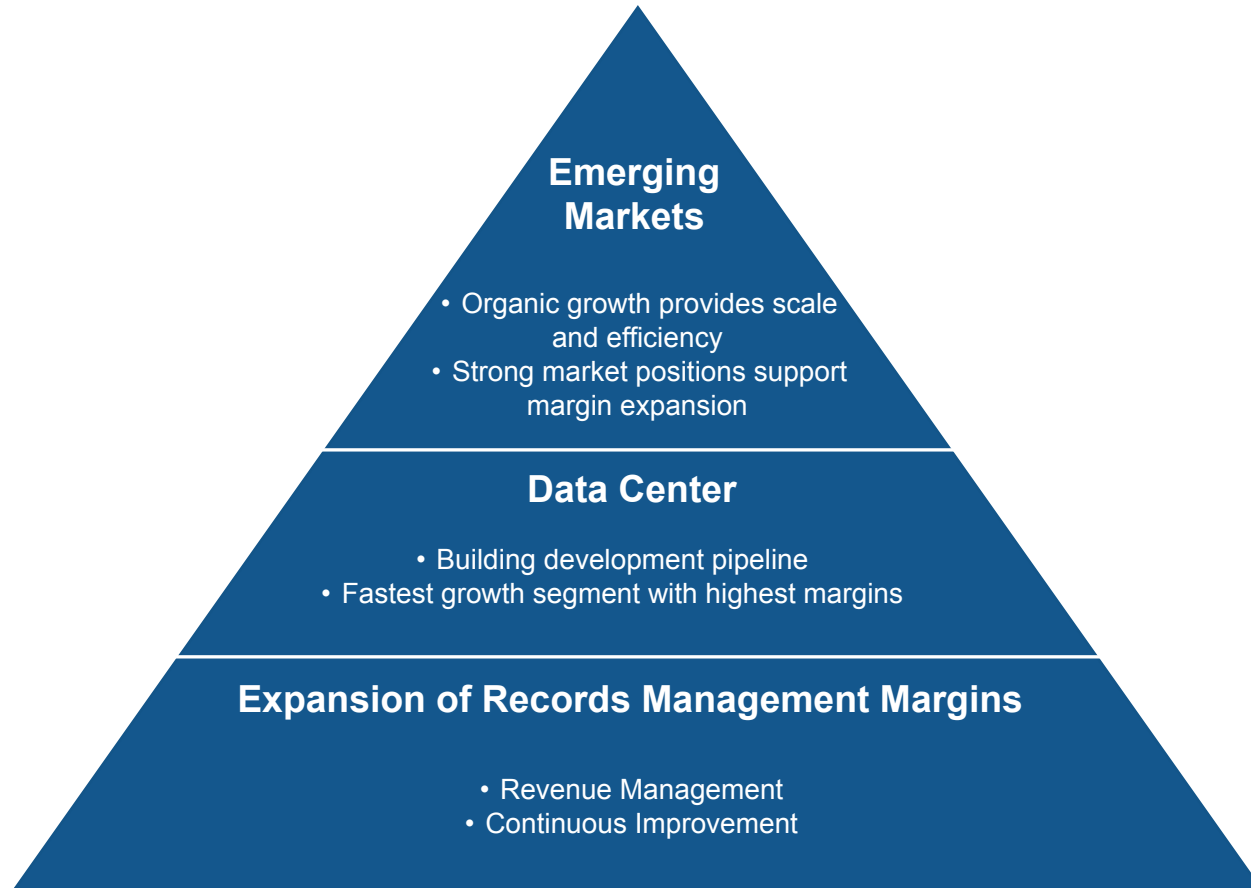 Emerging
Markets
• Organic growth provides scale
and efficiency
• Strong market positions support
margin expansion
Data Center
• Building development pipeline
• Fastest growth segment with highest margins
Expansion of Records Management Margins
• Revenue Management
• Continuous Improvement